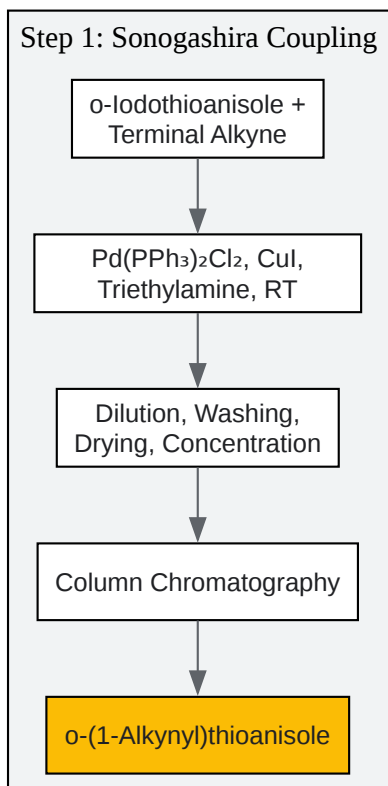 Step 1: Sonogashira Coupling
o-Iodothioanisole +
Terminal Alkyne
Pd(PPh₃)₂Cl₂, CuI,
Triethylamine, RT
Dilution, Washing,
Drying, Concentration
Column Chromatography
o-(1-Alkynyl)thioanisole